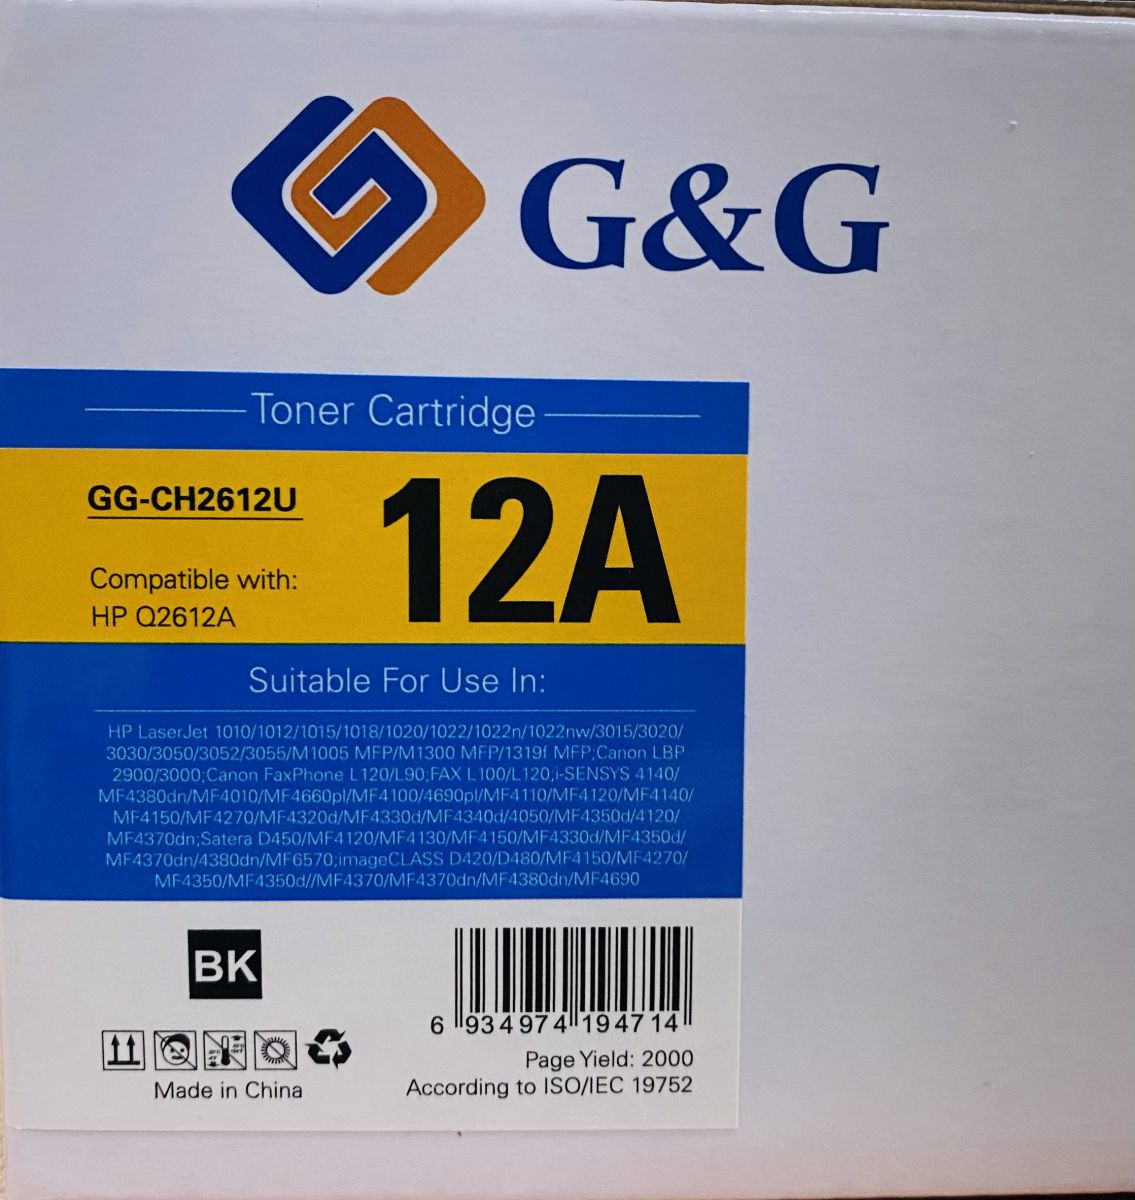 G&G
Toner Cartridge
GG-CH2612U
12A
Compatible with:
HP Q2612A
Suitable For Use In:
HP LaserJet 1010/1012/1015/1018/1020/1022/1022n/1022nw/3015/3020/
3030/3050/3052/3055/M1005 MFP/M1300 MFP/1319f MFP;Canon LBP
2900/3000;Canon FaxPhone L120/L90;FAX L100/L120;i-SENSYS 4140/
MF4380dn/MF4010/MF4660pl/MF4100/4690pl/MF4110/MF4120/MF4140/
MF4150/MF4270/MF4320d/MF4330d/MF4340d/4050/MF4350d/4120/
MF4370dn;Satera D450/MF4120/MF4130/MF4150/MF4330d/MF4350d/
MF4370dn/4380dn/MF6570;imageCLASS D420/D480/MF4150/MF4270/
MF4350/MF4350d//MF4370/MF4370dn/MF4380dn/MF4690
BK
6 934974 194714
Page Yield: 2000
Made in China
According to ISO/IEC 19752